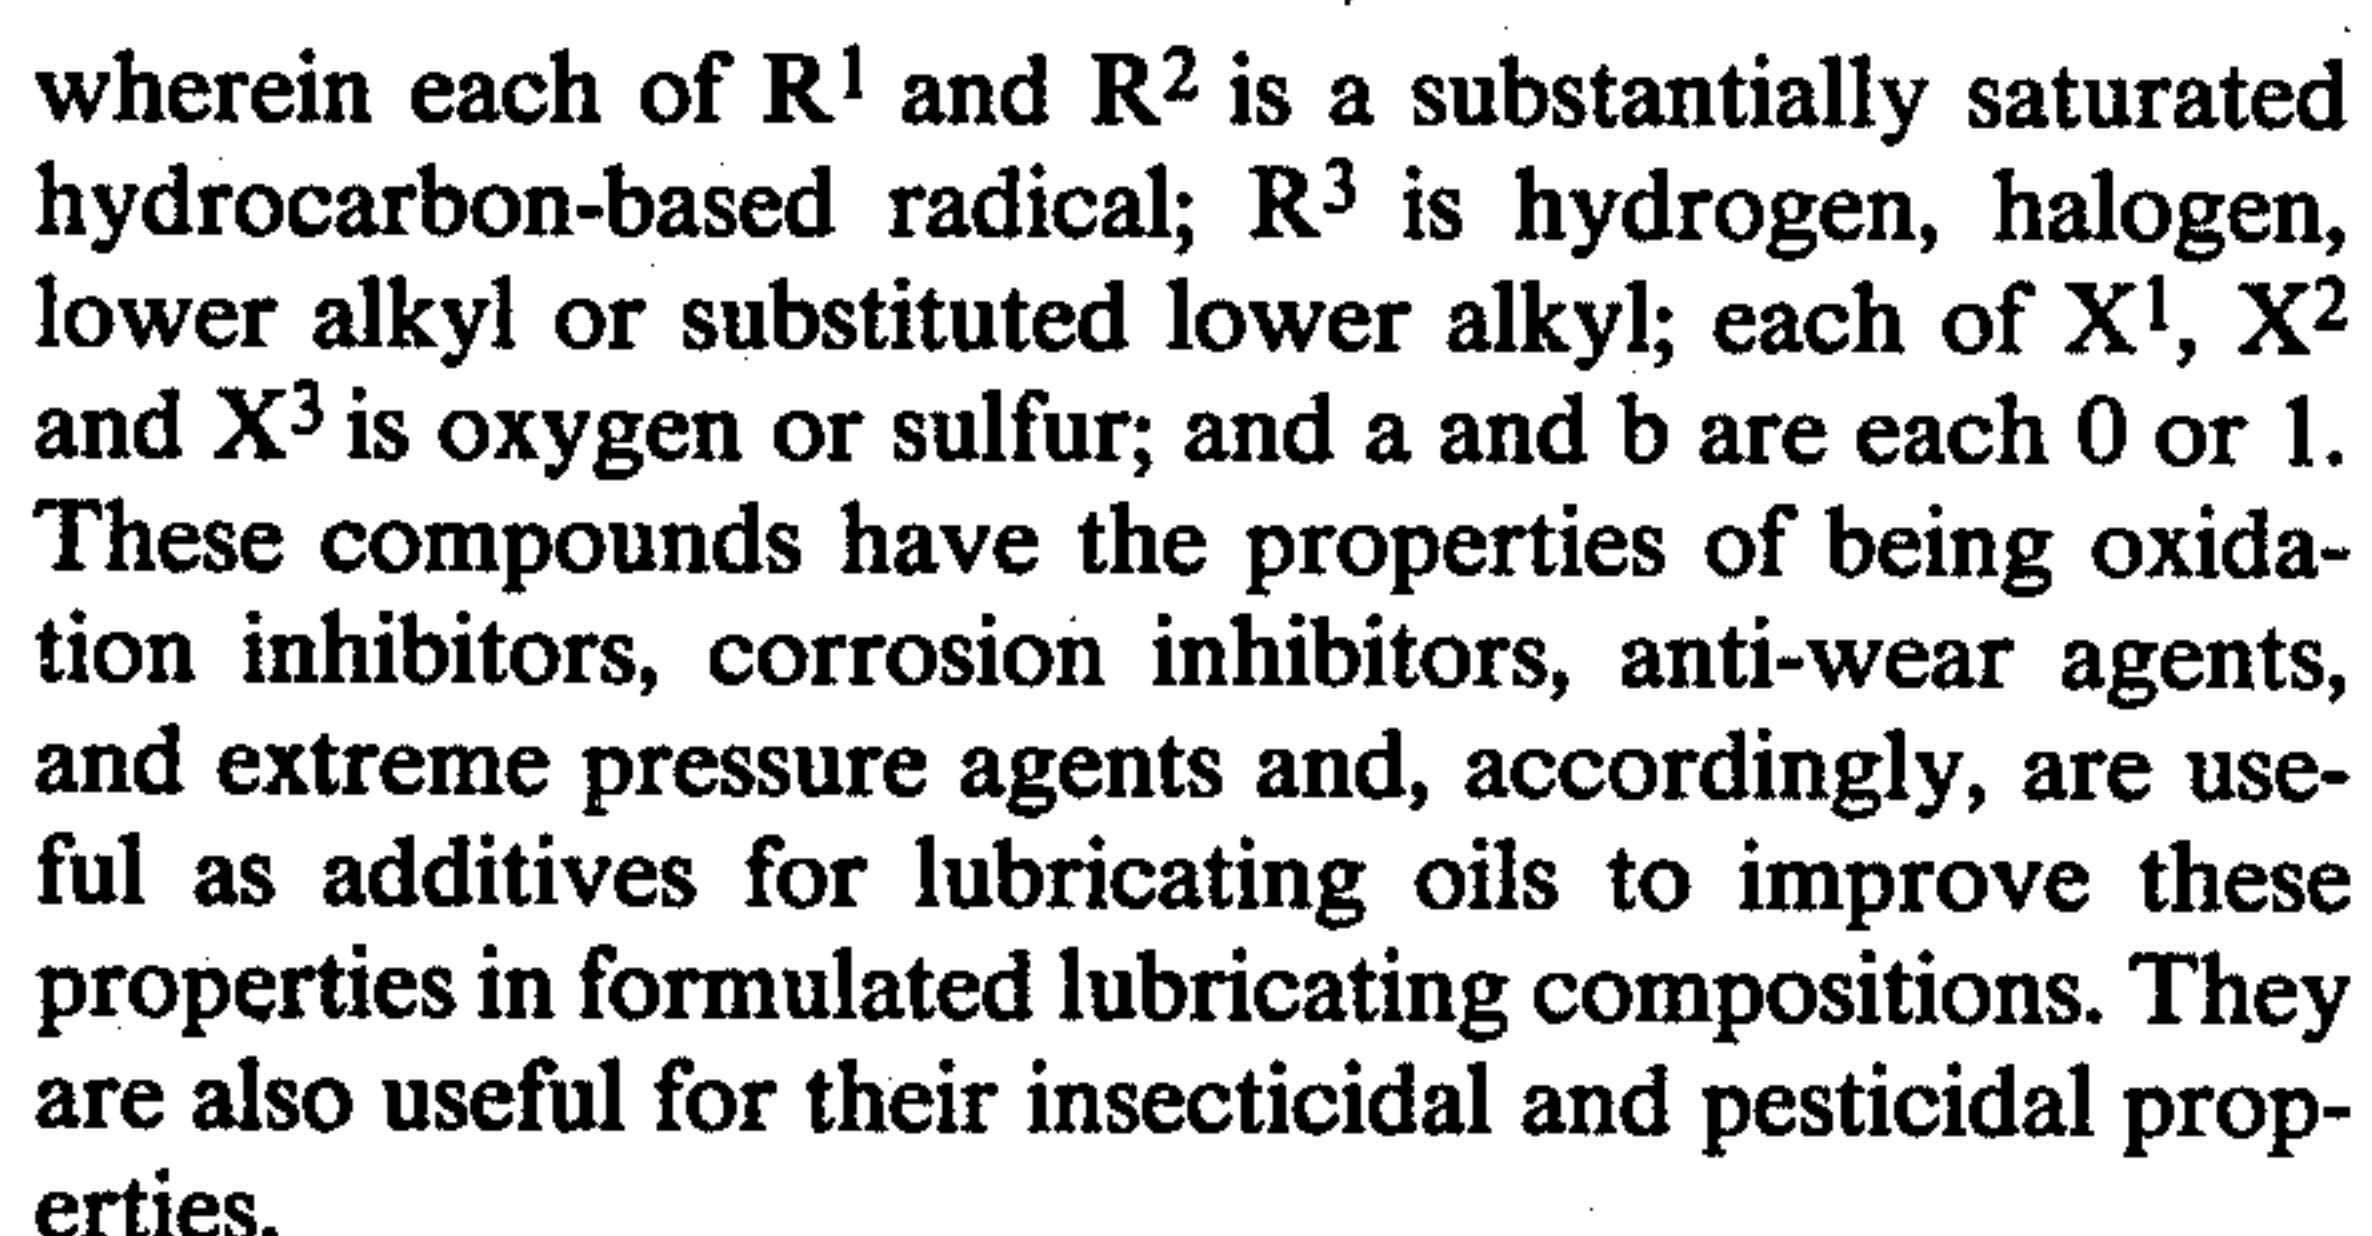 wherein each of R¹ and R² is a substantially saturated
hydrocarbon-based radical; R³ is hydrogen, halogen,
lower alkyl or substituted lower alkyl; each of X¹, X²
and X³ is oxygen or sulfur; and a and b are each 0 or 1.
These compounds have the properties of being oxida-
tion inhibitors, corrosion inhibitors, anti-wear agents,
and extreme pressure agents and, accordingly, are use-
ful as additives for lubricating oils to improve these
properties in formulated lubricating compositions. They
are also useful for their insecticidal and pesticidal prop-
erties.